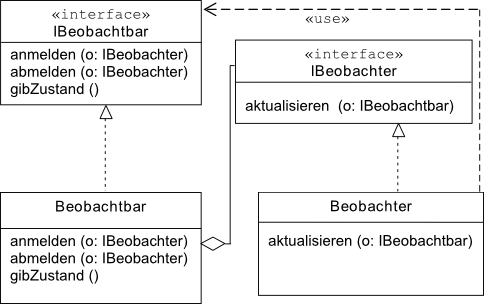 «interface»
IBeobachtbar
anmelden (o: IBeobachter)
abmelden (o: IBeobachter)
gibZustand ()
«use»
«interface»
IBeobachter
aktualisieren (o: IBeobachtbar)
Beobachtbar
anmelden (o: IBeobachter)
abmelden (o: IBeobachter)
gibZustand ()
Beobachter
aktualisieren (o: IBeobachtbar)